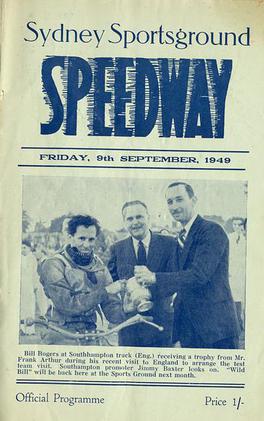 Sydney Sportsground
SPEEDWAY
FRIDAY, 9th SEPTEMBER, 1949
Bill Rogers at Southhampton track (Eng.) receiving a trophy from Mr.
Frank Arthur during his recent visit to England to arrange the test
team visit. Southampton promoter Jimmy Baxter looks on. "Wild
Bill" will be back here at the Sports Ground next month.
Official Programme
Price 1/-